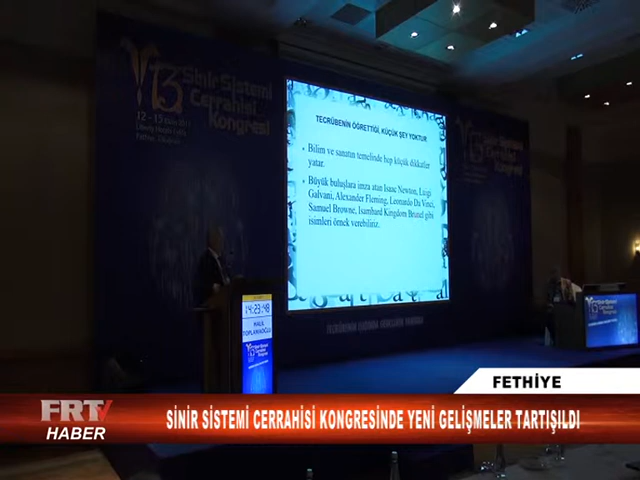 13
Sinir Sistemi
Cerrahisi
Kongresi
TECRÜBENİN ÖĞRETTİĞİ, KÜÇÜK ŞEY YOKTUR
• Bilim ve sanatın temelinde hep küçük dikkatler
yatar.
• Büyük buluşlara imza atan Isaac Newton, Luigi
Galvani, Alexander Fleming, Leonardo Da Vinci,
Samuel Browne, Isambard Kingdom Brunel gibi
isimleri örnek verebiliriz.
14:23:48
FETHİYE
FRT
HABER
SİNİR SİSTEMİ CERRAHİSİ KONGRESİNDE YENİ GELİŞMELER TARTIŞILDI